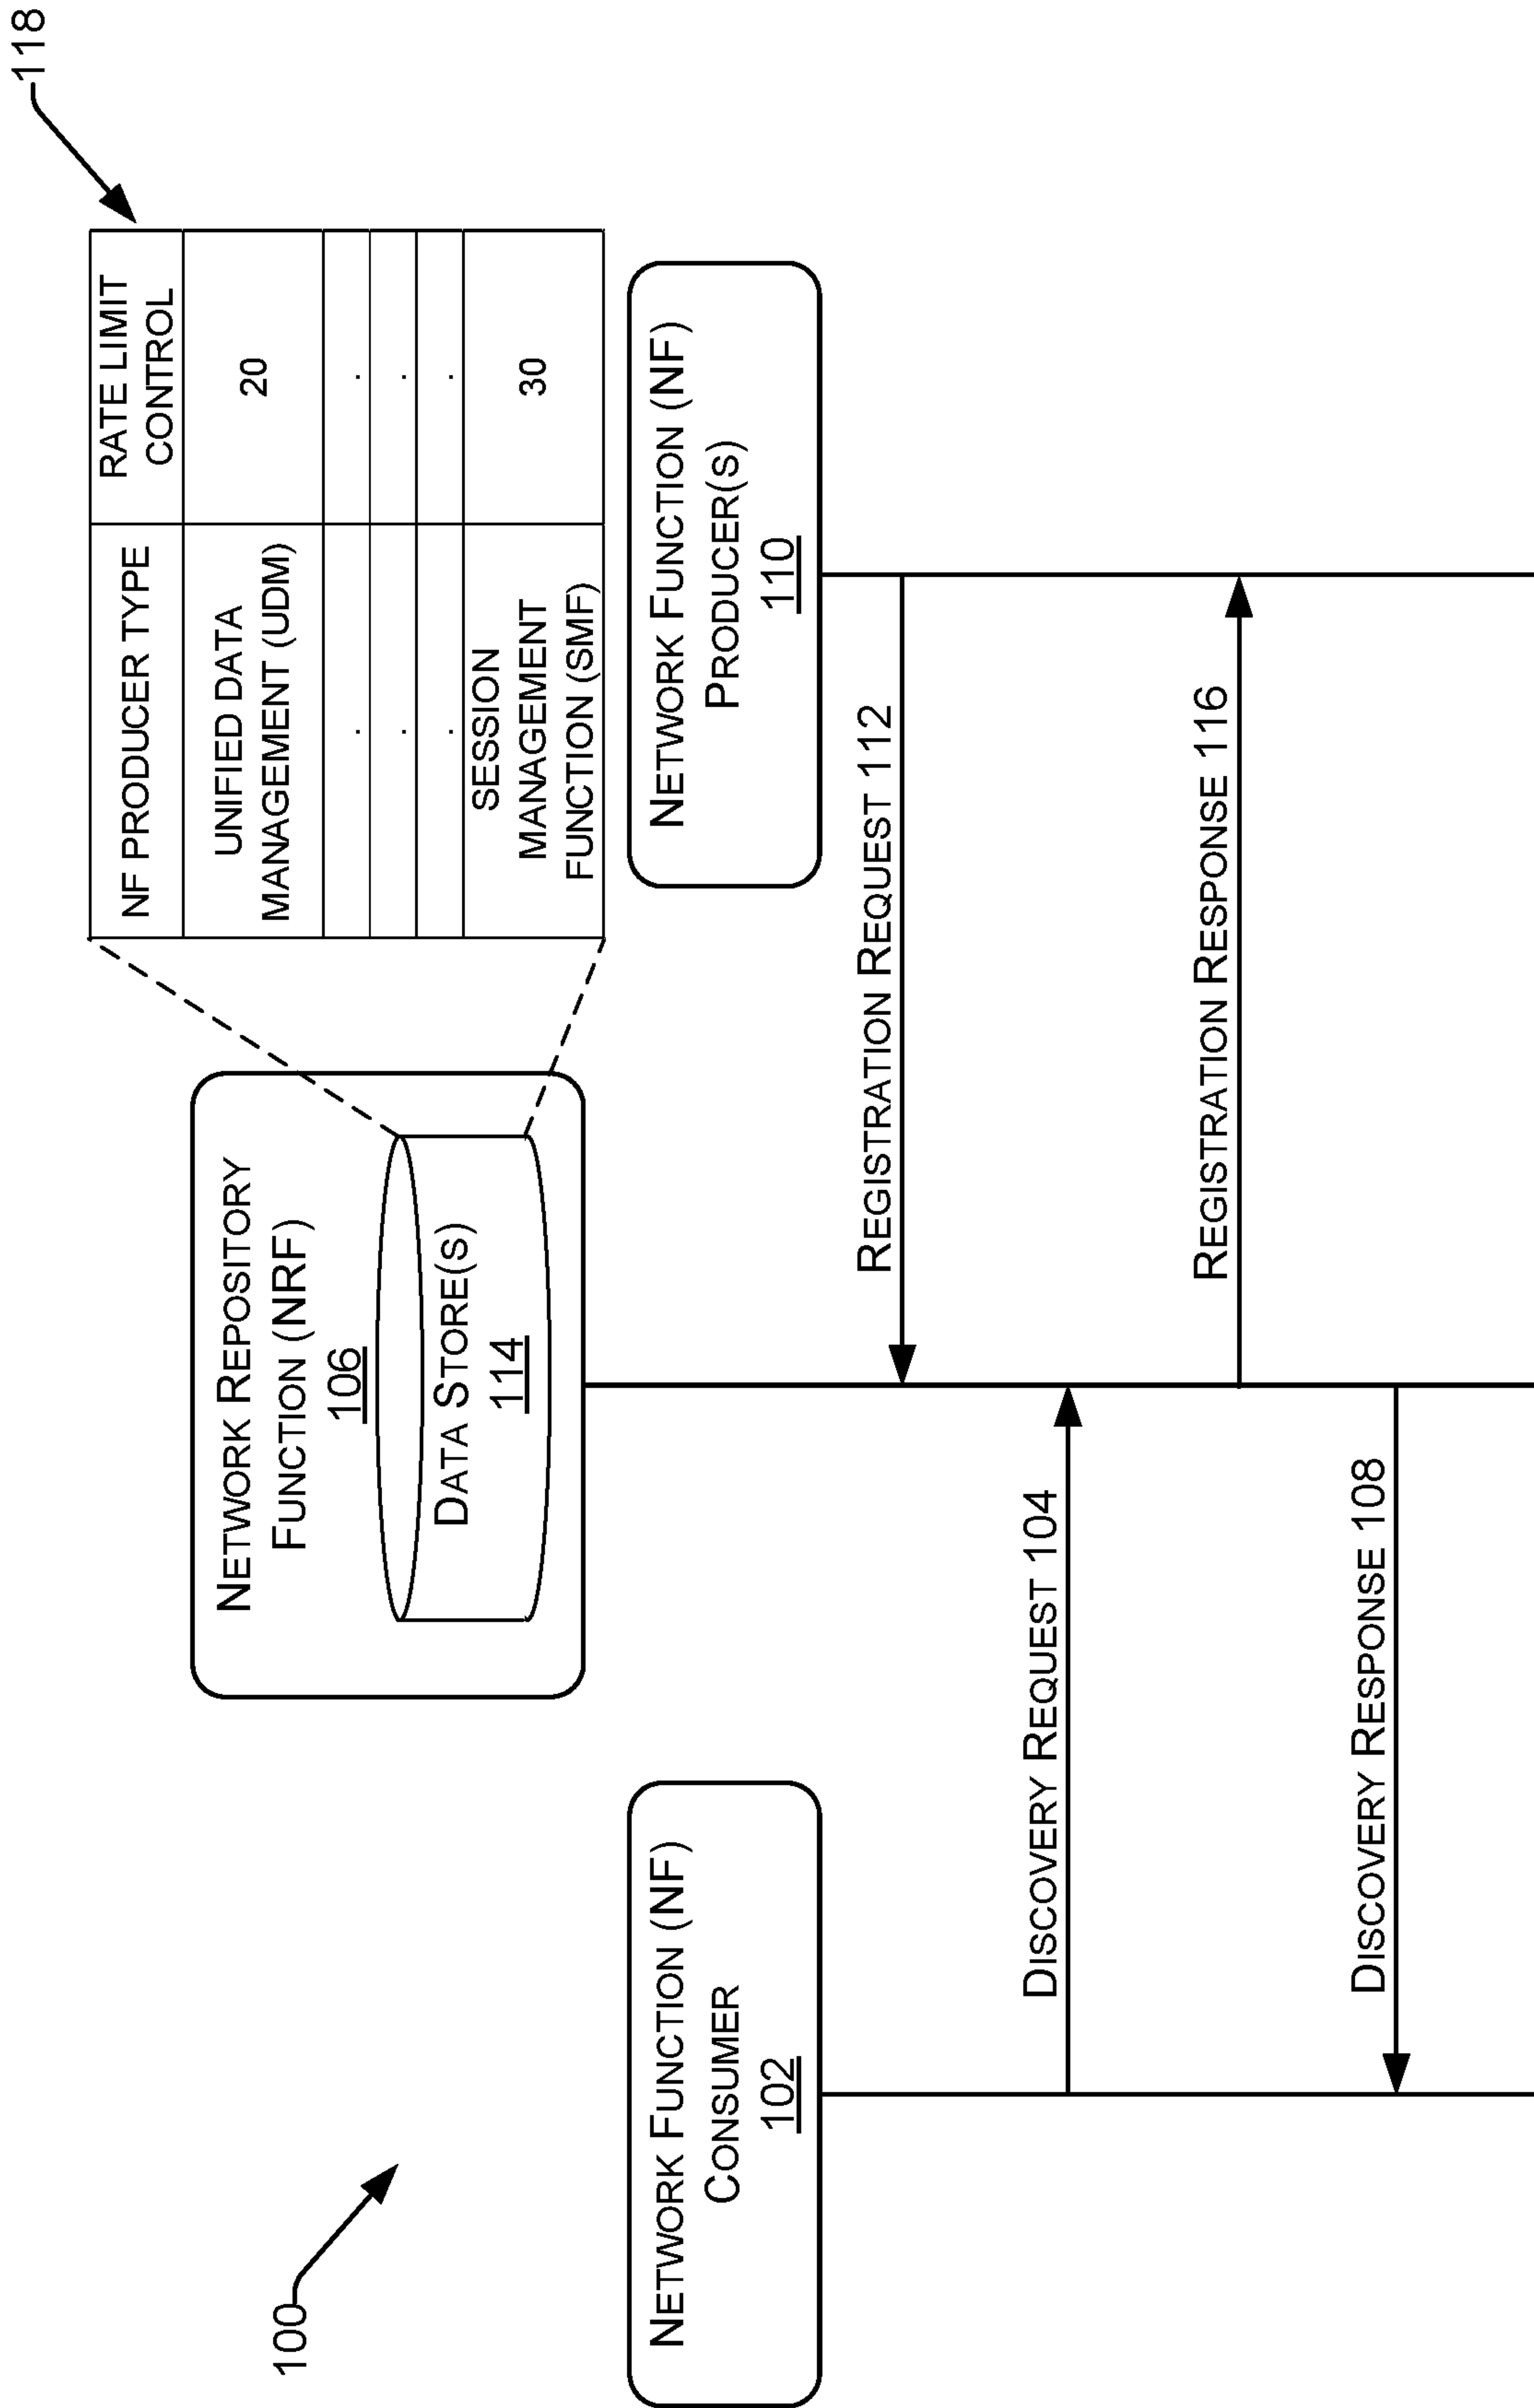 100
118
NETWORK REPOSITORY
FUNCTION (NRF)
106
DATA STORE(S)
114
NF PRODUCER TYPE
RATE LIMIT
CONTROL
UNIFIED DATA
MANAGEMENT (UDM)
20
. .
. .
. .
SESSION
MANAGEMENT
FUNCTION (SMF)
30
NETWORK FUNCTION (NF)
CONSUMER
102
NETWORK FUNCTION (NF)
PRODUCER(S)
110
REGISTRATION REQUEST 112
DISCOVERY REQUEST 104
REGISTRATION RESPONSE 116
DISCOVERY RESPONSE 108